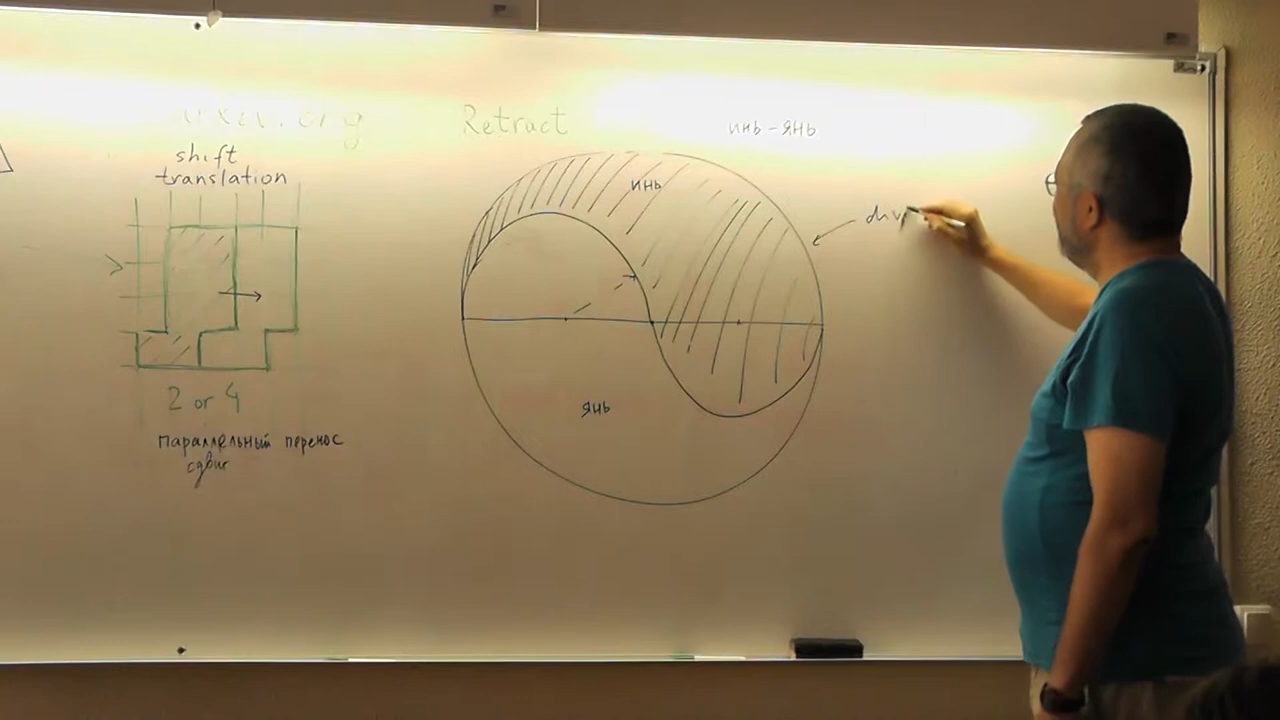 Retract
инь-янь
shift
translation
инь
янь
2 or 4
параллельный перенос
сдвиг